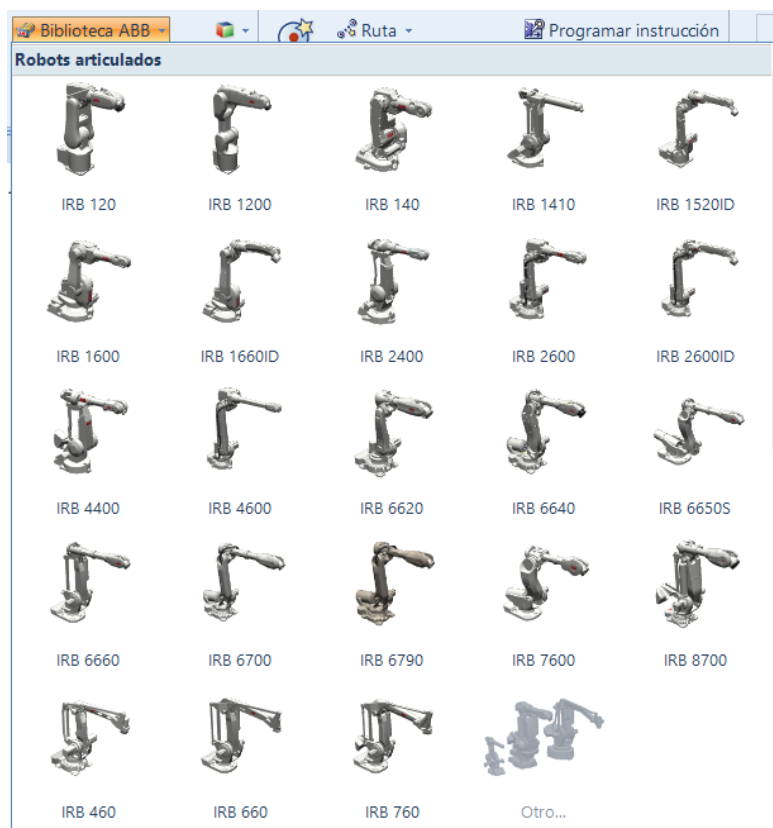 Biblioteca ABB Ruta Programar instrucción
Robots articulados
IRB 120 IRB 1200 IRB 140 IRB 1410 IRB 1520ID
IRB 1600 IRB 1660ID IRB 2400 IRB 2600 IRB 2600ID
IRB 4400 IRB 4600 IRB 6620 IRB 6640 IRB 6650S
IRB 6660 IRB 6700 IRB 6790 IRB 7600 IRB 8700
IRB 460 IRB 660 IRB 760 Otro...